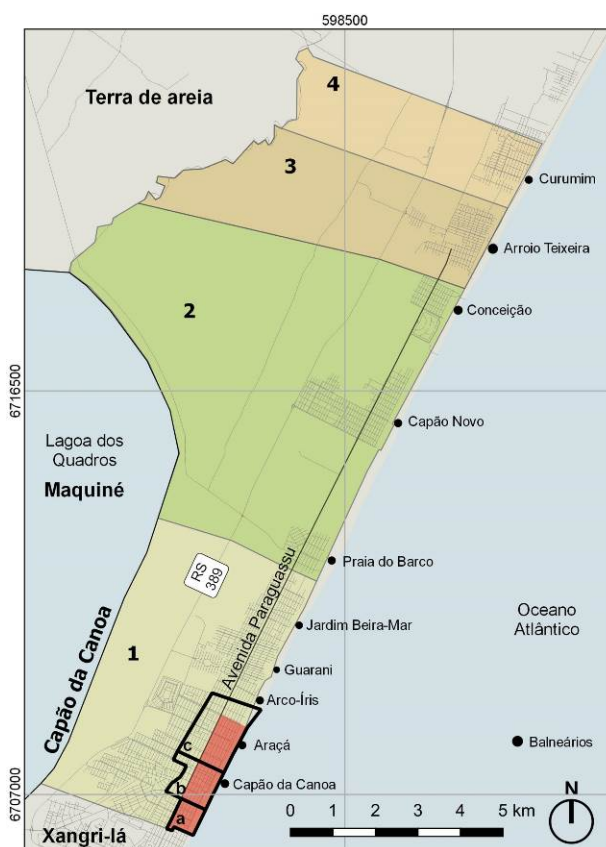 598500
4
Terra de areia
3
Curumim
Arroio Teixeira
2
Conceição
6716500
Capão Novo
Lagoa dos
Quadros
Maquiné
Praia do Barco
RS
389
Avenida Paraguassu
Oceano
Atlântico
Jardim Beira-Mar
1
Capão da Canoa
Guarani
Arco-Íris
c
Araçá
Balneários
b
Capão da Canoa
6707000
a
N
0 1 2 3 4 5 km
Xangri-lá